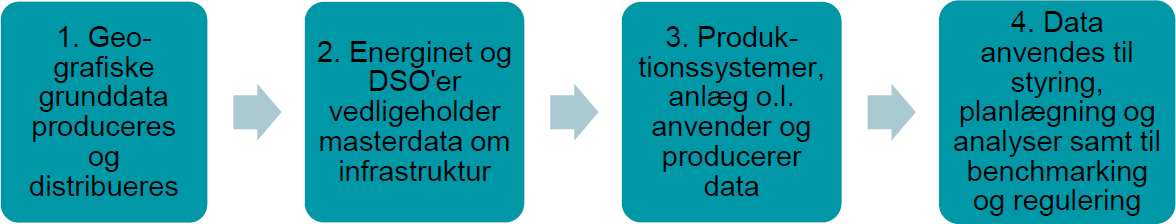 1. Geo-
grafiske
grunddata
produceres
og
distribueres
2. Energinet og
DSO'er
vedligeholder
masterdata om
infrastruktur
3. Produk-
tionssystemer,
anlæg o.l.
anvender og
producerer
data
4. Data
anvendes til
styring,
planlægning og
analyser samt til
benchmarking
og regulering